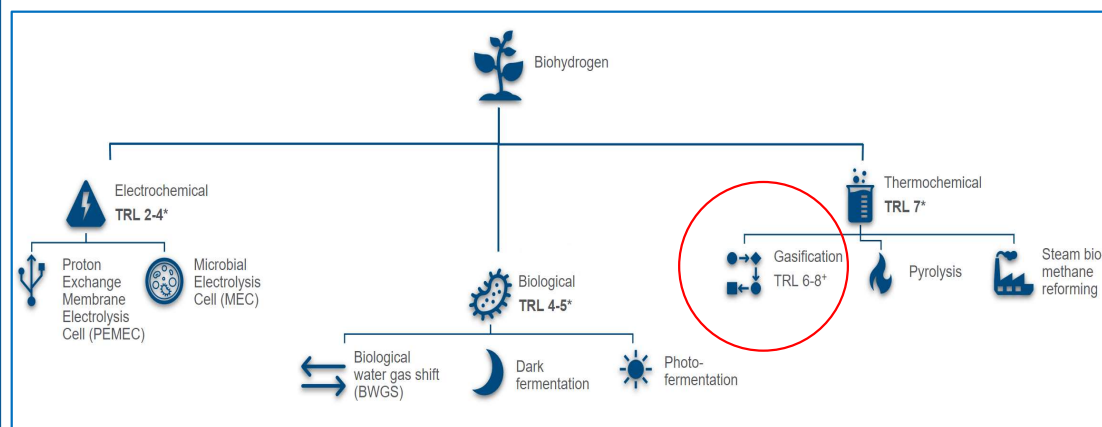 Biohydrogen
Electrochemical
TRL 2-4*
Proton
Exchange
Membrane
Electrolysis
Cell (PEMEC)
Microbial
Electrolysis
Cell (MEC)
Biological
TRL 4-5*
Biological
water gas shift
(BWGS)
Dark
fermentation
Photo-
fermentation
Thermochemical
TRL 7*
Gasification
TRL 6-8⁺
Pyrolysis
Steam bio
methane
reforming